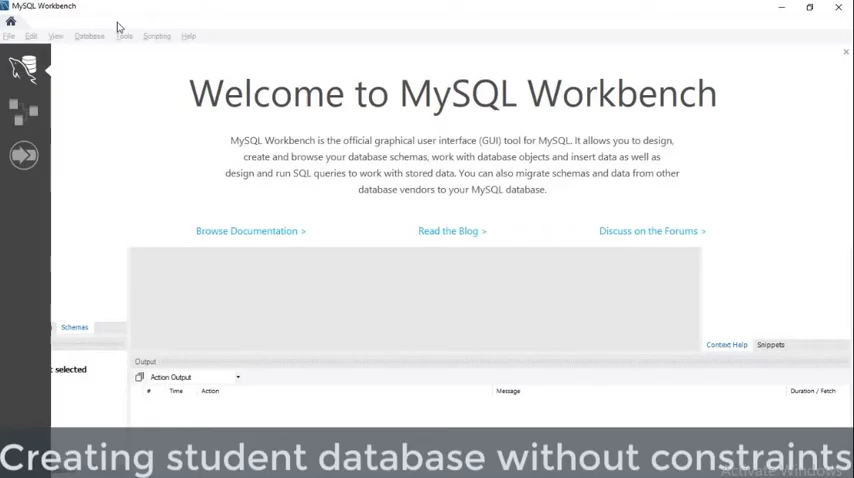 MySQL Workbench
File Edit View Database Tools Scripting Help
Welcome to MySQL Workbench
MySQL Workbench is the official graphical user interface (GUI) tool for MySQL. It allows you to design,
create and browse your database schemas, work with database objects and insert data as well as
design and run SQL queries to work with stored data. You can also migrate schemas and data from other
database vendors to your MySQL database.
Browse Documentation > Read the Blog > Discuss on the Forums >
Schemas
Context Help Snippets
Output
t selected
Action Output
# Time Action Message Duration / Fetch
Creating student database without constraints
Activate Windows